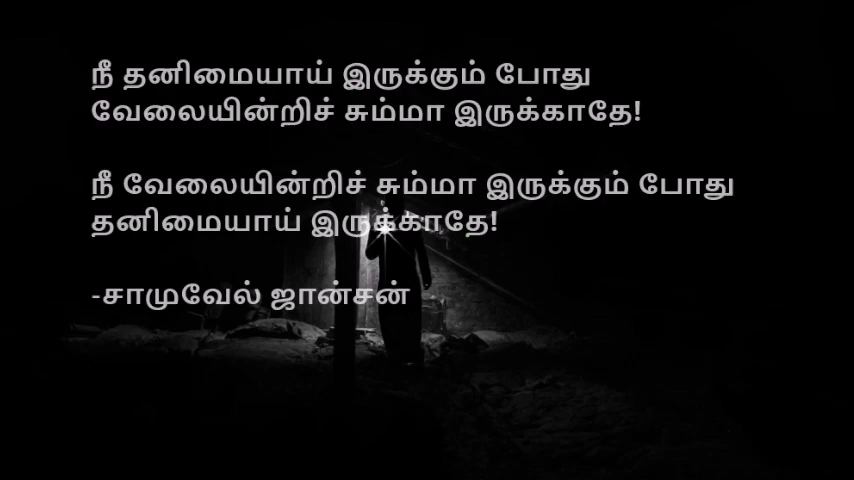 நீ தனிமையாய் இருக்கும் போது
வேலையின்றிச் சும்மா இருக்காதே!
நீ வேலையின்றிச் சும்மா இருக்கும் போது
தனிமையாய் இருக்காதே!
-சாமுவேல் ஜான்சன்